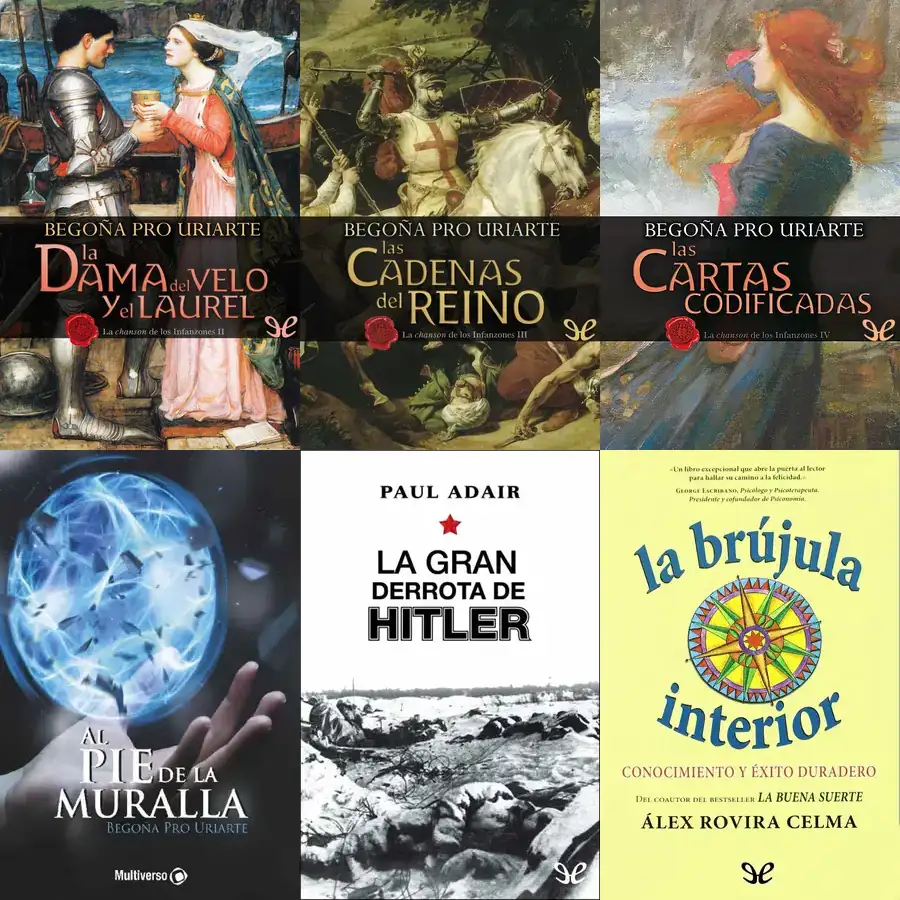 BEGOÑA PRO URIARTE
la
DAMA del VELO
y el LAUREL
La chanson de los Infanzones II
BEGOÑA PRO URIARTE
las
CADENAS
del REINO
La chanson de los Infanzones III
BEGOÑA PRO URIARTE
las
CARTAS
CODIFICADAS
La chanson de los Infanzones IV
AL
PIE DE LA
MURALLA
BEGONA PRO URIARTE
Multiverso
PAUL ADAIR
LA GRAN
DERROTA DE
HITLER
«Un libro excepcional que abre la puerta al lector
para hallar su camino a la felicidad.»
GEORGE ESCRIBANO, Psicólogo y Psicoterapeuta.
Presidente y cofundador de Psiconomía.
la brújula
interior
CONOCIMIENTO Y ÉXITO DURADERO
DEL COAUTOR DEL BESTSELLER LA BUENA SUERTE
ÁLEX ROVIRA CELMA